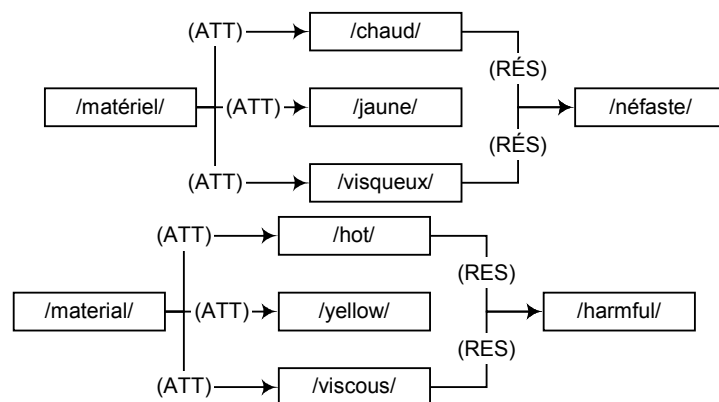 (ATT) /chaud/
(RÉS)
/matériel/ (ATT) /jaune/ /néfaste/
(RÉS)
(ATT) /visqueux/
(ATT) /hot/
(RES)
/material/ (ATT) /yellow/ /harmful/
(RES)
(ATT) /viscous/